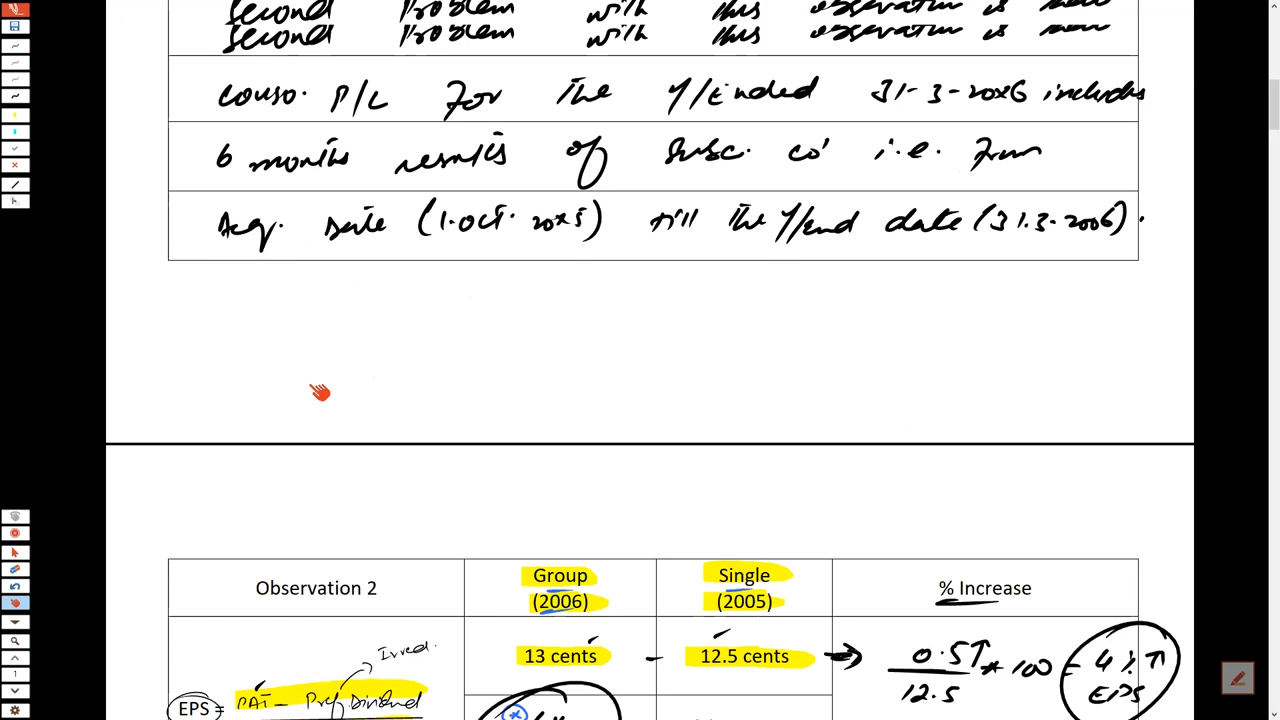 Second Problem with this observation is
Second Problem with this observation is
Conso. P/L For the Y/Ended 31-3-20X6 includes
6 months results of Susc. co' i.e. From
Acq. Date (1.Oct. 20X5) till the Y/End date (31.3-2006).
Observation 2 Group (2006) Single (2005) % Increase
13 cents - 12.5 cents → 0.5↑ / 12.5 * 100 = 4%↑ EPS
Irred.
EPS = PAT - Pref Dividend
1